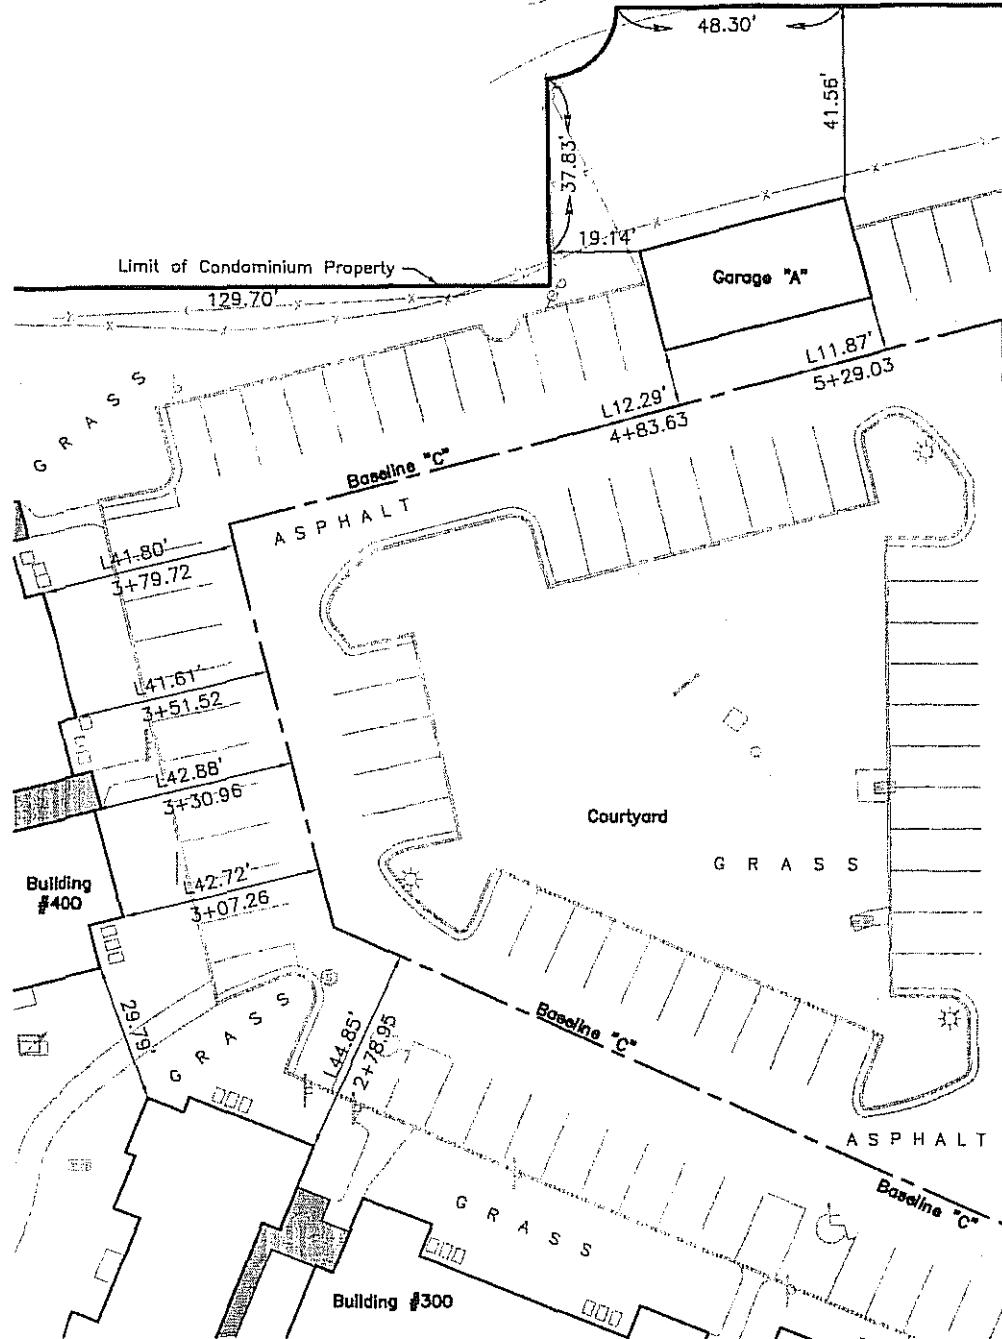 48.30'
41.56'
37.83'
19.14'
Limit of Condominium Property
129.70'
Garage "A"
L11.87'
5+29.03
L12.29'
4+83.63
GRASS
Baseline "C"
ASPHALT
L41.80'
3+79.72
L41.61'
3+51.52
L42.88'
3+30.96
Courtyard
GRASS
Building
#400
L42.72'
3+07.26
29.79'
GRASS
L44.85'
2+78.95
Baseline "C"
ASPHALT
Baseline "C"
GRASS
Building #300